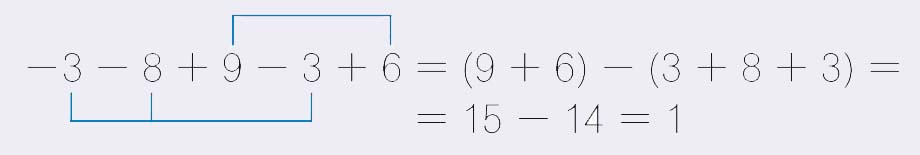 −3 − 8 + 9 − 3 + 6 = (9 + 6) − (3 + 8 + 3) =
= 15 − 14 = 1